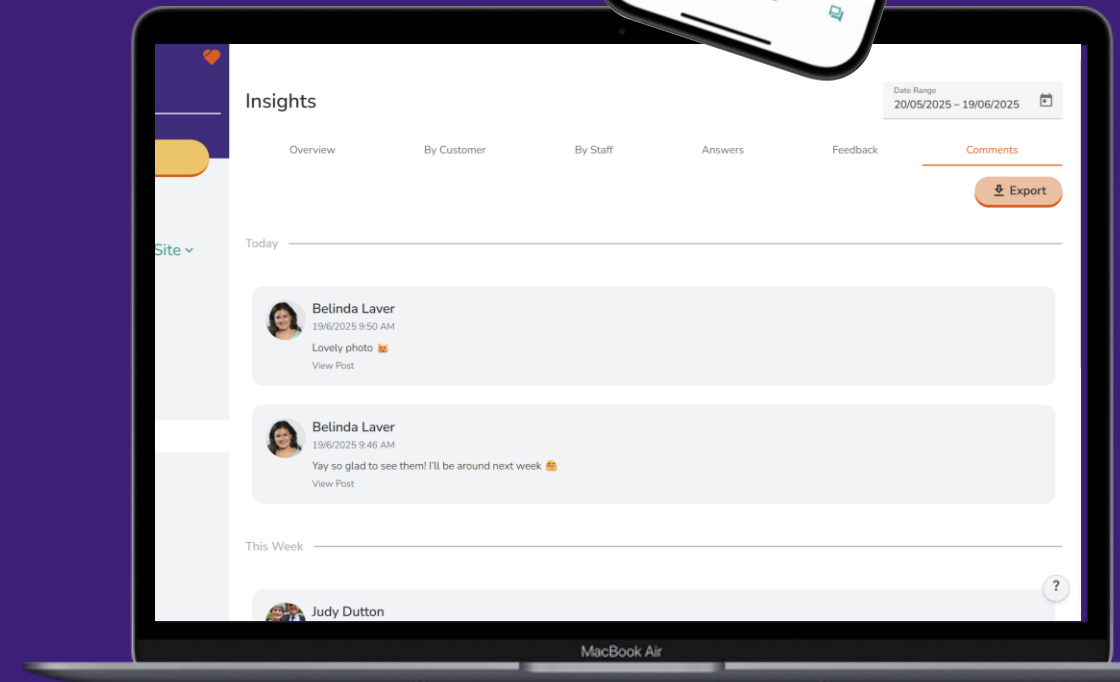 Insights
Date Range
20/05/2025 – 19/06/2025
Overview
By Customer
By Staff
Answers
Feedback
Comments
Export
Site
Today
Belinda Laver
19/6/2025 9:50 AM
Lovely photo 😻
View Post
Belinda Laver
19/6/2025 9:46 AM
Yay so glad to see them! I'll be around next week 🤗
View Post
This Week
Judy Dutton
?
MacBook Air